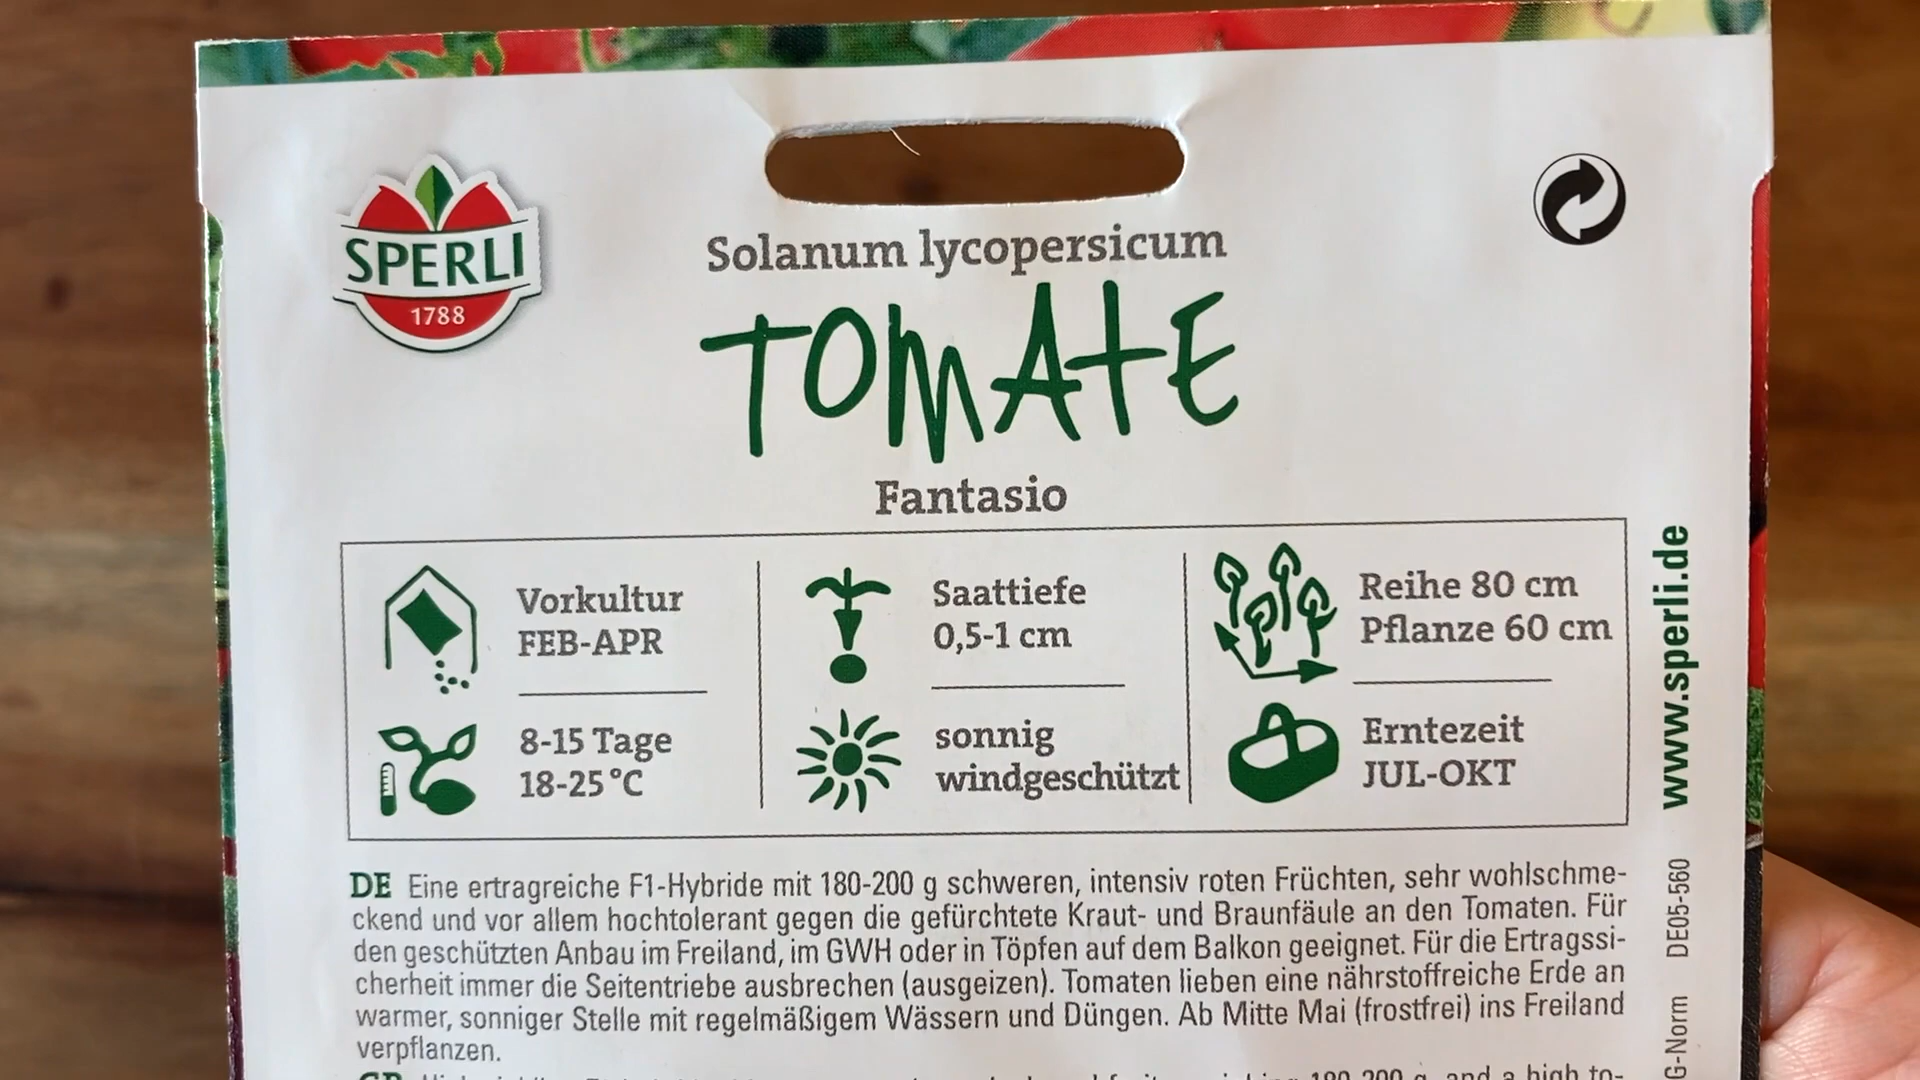 SPERLI
1788
Solanum lycopersicum
TOMATE
Fantasio
Vorkultur
FEB-APR
8-15 Tage
18-25 °C
Saattiefe
0,5-1 cm
sonnig
windgeschützt
Reihe 80 cm
Pflanze 60 cm
Erntezeit
JUL-OKT
www.sperli.de
DE Eine ertragreiche F1-Hybride mit 180-200 g schweren, intensiv roten Früchten, sehr wohlschme-
ckend und vor allem hochtolerant gegen die gefürchtete Kraut- und Braunfäule an den Tomaten. Für
den geschützten Anbau im Freiland, im GWH oder in Töpfen auf dem Balkon geeignet. Für die Ertragssi-
cherheit immer die Seitentriebe ausbrechen (ausgeizen). Tomaten lieben eine nährstoffreiche Erde an
warmer, sonniger Stelle mit regelmäßigem Wässern und Düngen. Ab Mitte Mai (frostfrei) ins Freiland
verpflanzen.
G-Norm DE05-560
180-200 g, and a high to-